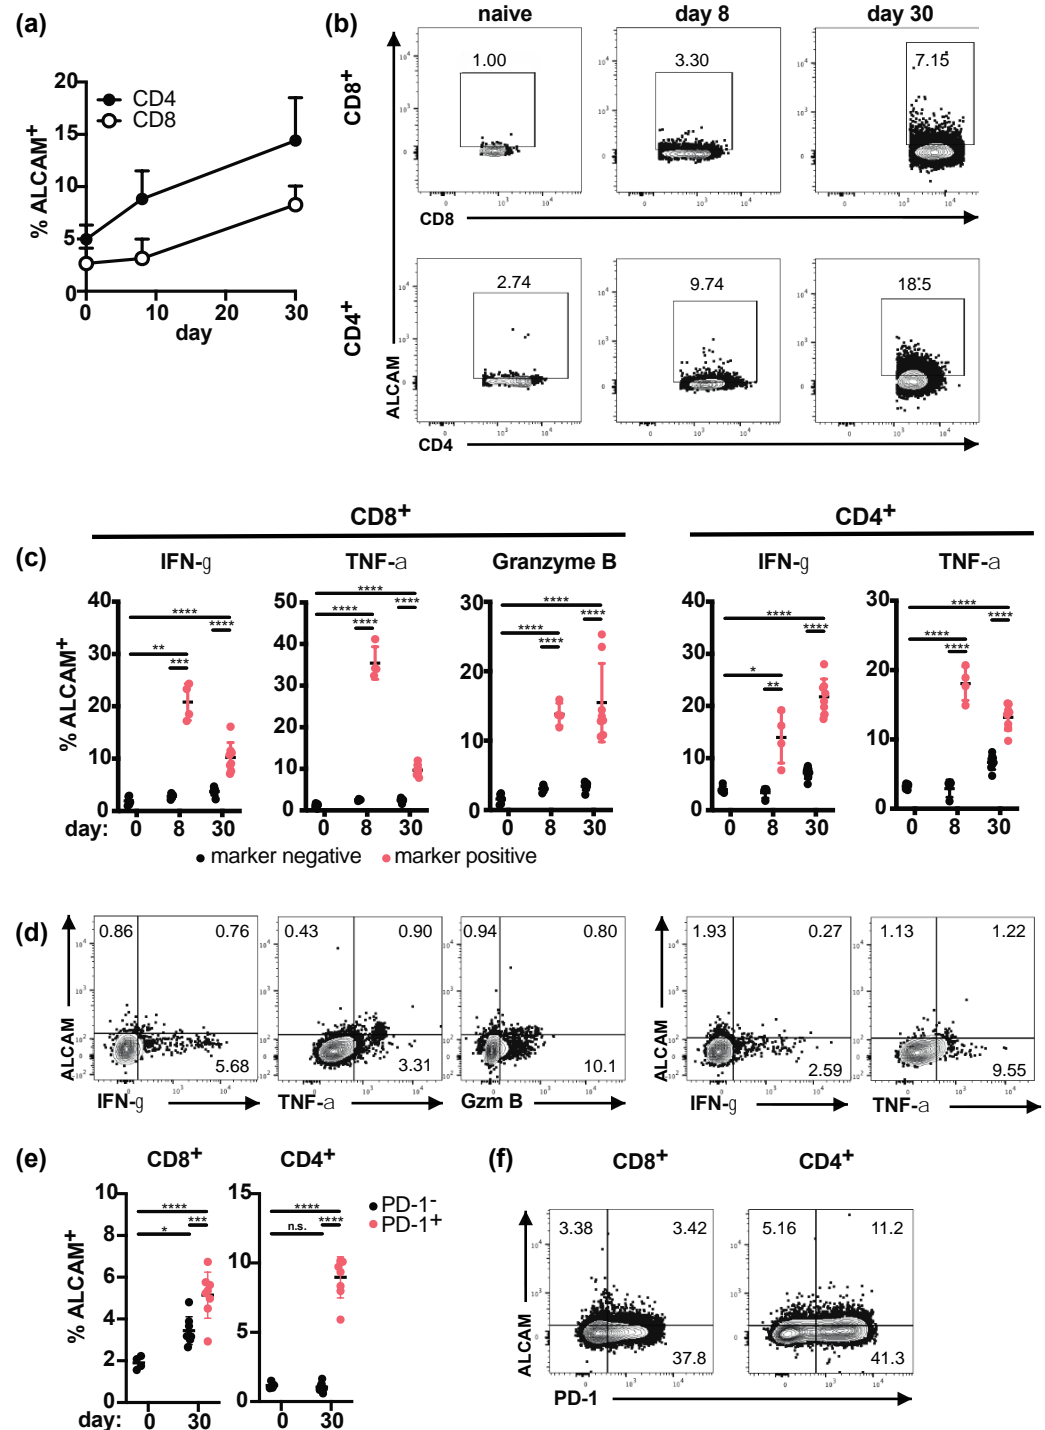 (a)
20
15
10
5
0
% ALCAM+
CD4
CD8
0 10 20 30
day
(b)
naive day 8 day 30
CD8+
1.00 3.30 7.15
CD8
CD4+
2.74 9.74 18.5
ALCAM
CD4
CD8+ CD4+
(c)
IFN-g TNF-a Granzyme B IFN-g TNF-a
% ALCAM+
40
30
20
10
0
**** **** ** ***
50
40
30
20
10
0
**** **** **** ****
30
20
10
0
**** **** **** ****
40
30
20
10
0
**** **** * **
30
20
10
0
**** **** **** ****
day: 0 8 30 0 8 30 0 8 30 0 8 30 0 8 30
marker negative marker positive
(d)
ALCAM
0.86 0.76
5.68
IFN-g
0.43 0.90
3.31
TNF-a
0.94 0.80
10.1
Gzm B
ALCAM
1.93 0.27
2.59
IFN-g
1.13 1.22
9.55
TNF-a
(e)
CD8+ CD4+
% ALCAM+
10
8
6
4
2
0
**** *** *
15
10
5
0
**** n.s. ****
PD-1-
PD-1+
day: 0 30 0 30
(f)
CD8+ CD4+
ALCAM
3.38 3.42
37.8
5.16 11.2
41.3
PD-1